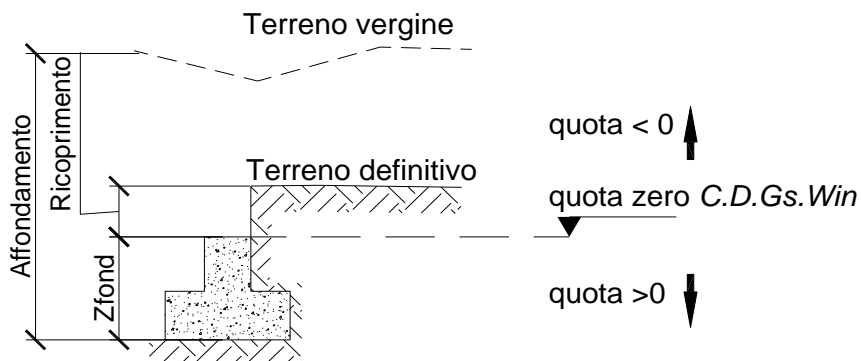 Terreno vergine
Affondamento
Ricoprimento
quota < 0
Terreno definitivo
quota zero C.D.Gs.Win
Zfond
quota >0